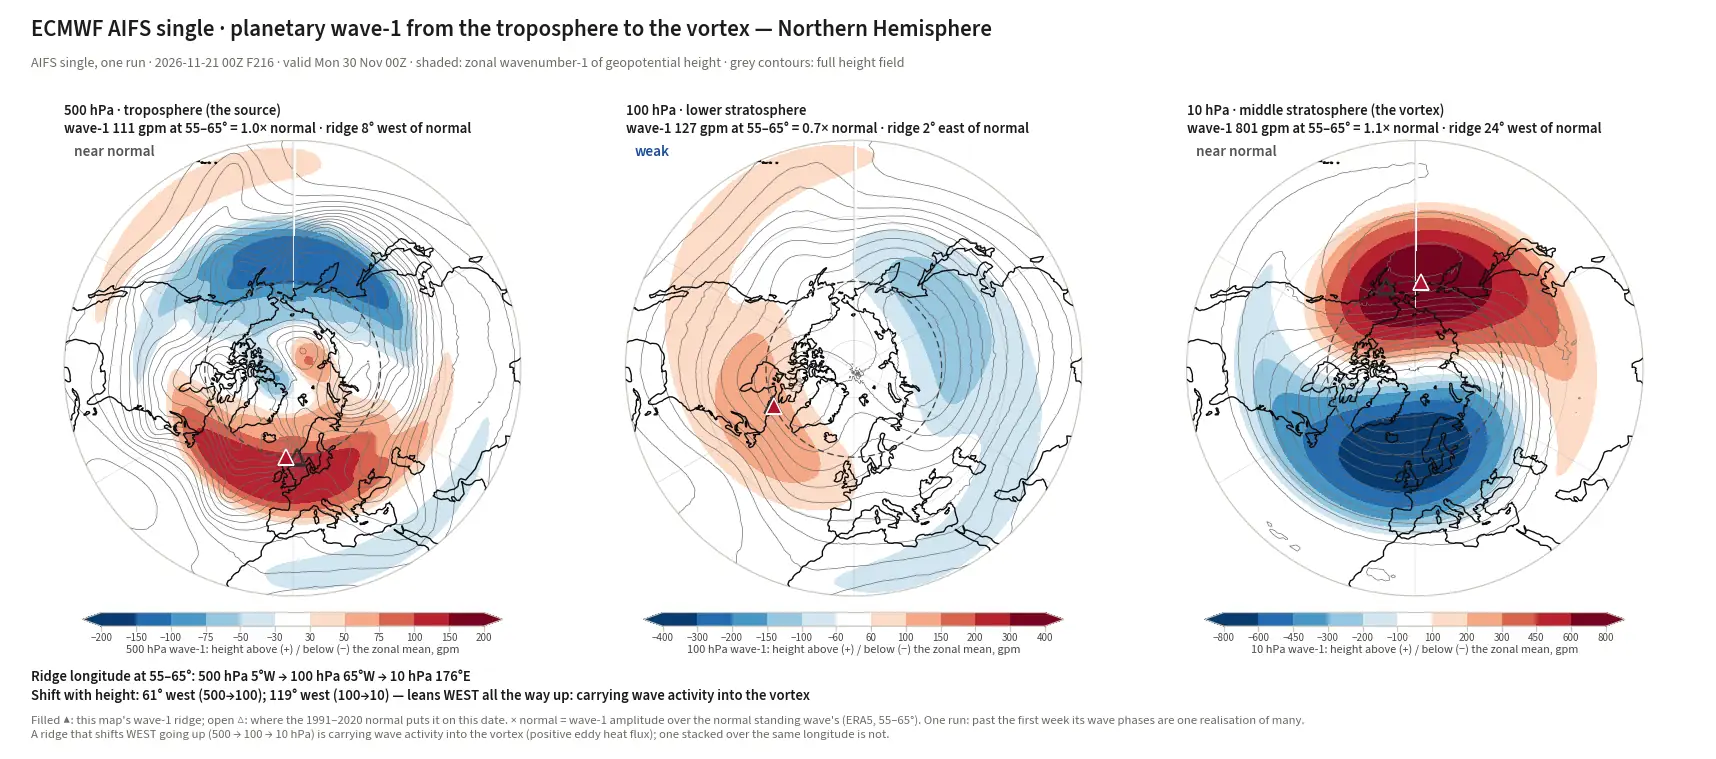 ECMWF AIFS single · planetary wave-1 from the troposphere to the vortex — Northern Hemisphere
AIFS single, one run · 2026-11-21 00Z F216 · valid Mon 30 Nov 00Z · shaded: zonal wavenumber-1 of geopotential height · grey contours: full height field
500 hPa · troposphere (the source)
wave-1 111 gpm at 55–65° = 1.0× normal · ridge 8° west of normal
near normal
100 hPa · lower stratosphere
wave-1 127 gpm at 55–65° = 0.7× normal · ridge 2° east of normal
weak
10 hPa · middle stratosphere (the vortex)
wave-1 801 gpm at 55–65° = 1.1× normal · ridge 24° west of normal
near normal
−200 −150 −100 −75 −50 −30 30 50 75 100 150 200
500 hPa wave-1: height above (+) / below (−) the zonal mean, gpm
−400 −300 −200 −150 −100 −60 60 100 150 200 300 400
100 hPa wave-1: height above (+) / below (−) the zonal mean, gpm
−800 −600 −450 −300 −200 −100 100 200 300 450 600 800
10 hPa wave-1: height above (+) / below (−) the zonal mean, gpm
Ridge longitude at 55–65°: 500 hPa 5°W → 100 hPa 65°W → 10 hPa 176°E
Shift with height: 61° west (500→100); 119° west (100→10) — leans WEST all the way up: carrying wave activity into the vortex
Filled ▲: this map's wave-1 ridge; open △: where the 1991–2020 normal puts it on this date. × normal = wave-1 amplitude over the normal standing wave's (ERA5, 55–65°). One run: past the first week its wave phases are one realisation of many.
A ridge that shifts WEST going up (500 → 100 → 10 hPa) is carrying wave activity into the vortex (positive eddy heat flux); one stacked over the same longitude is not.